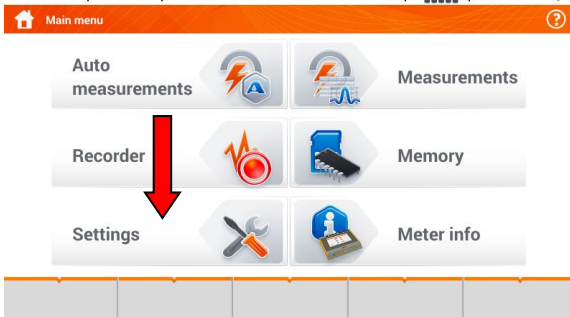 Main menu
?
Auto
measurements
Measurements
Recorder
Memory
Settings
Meter info